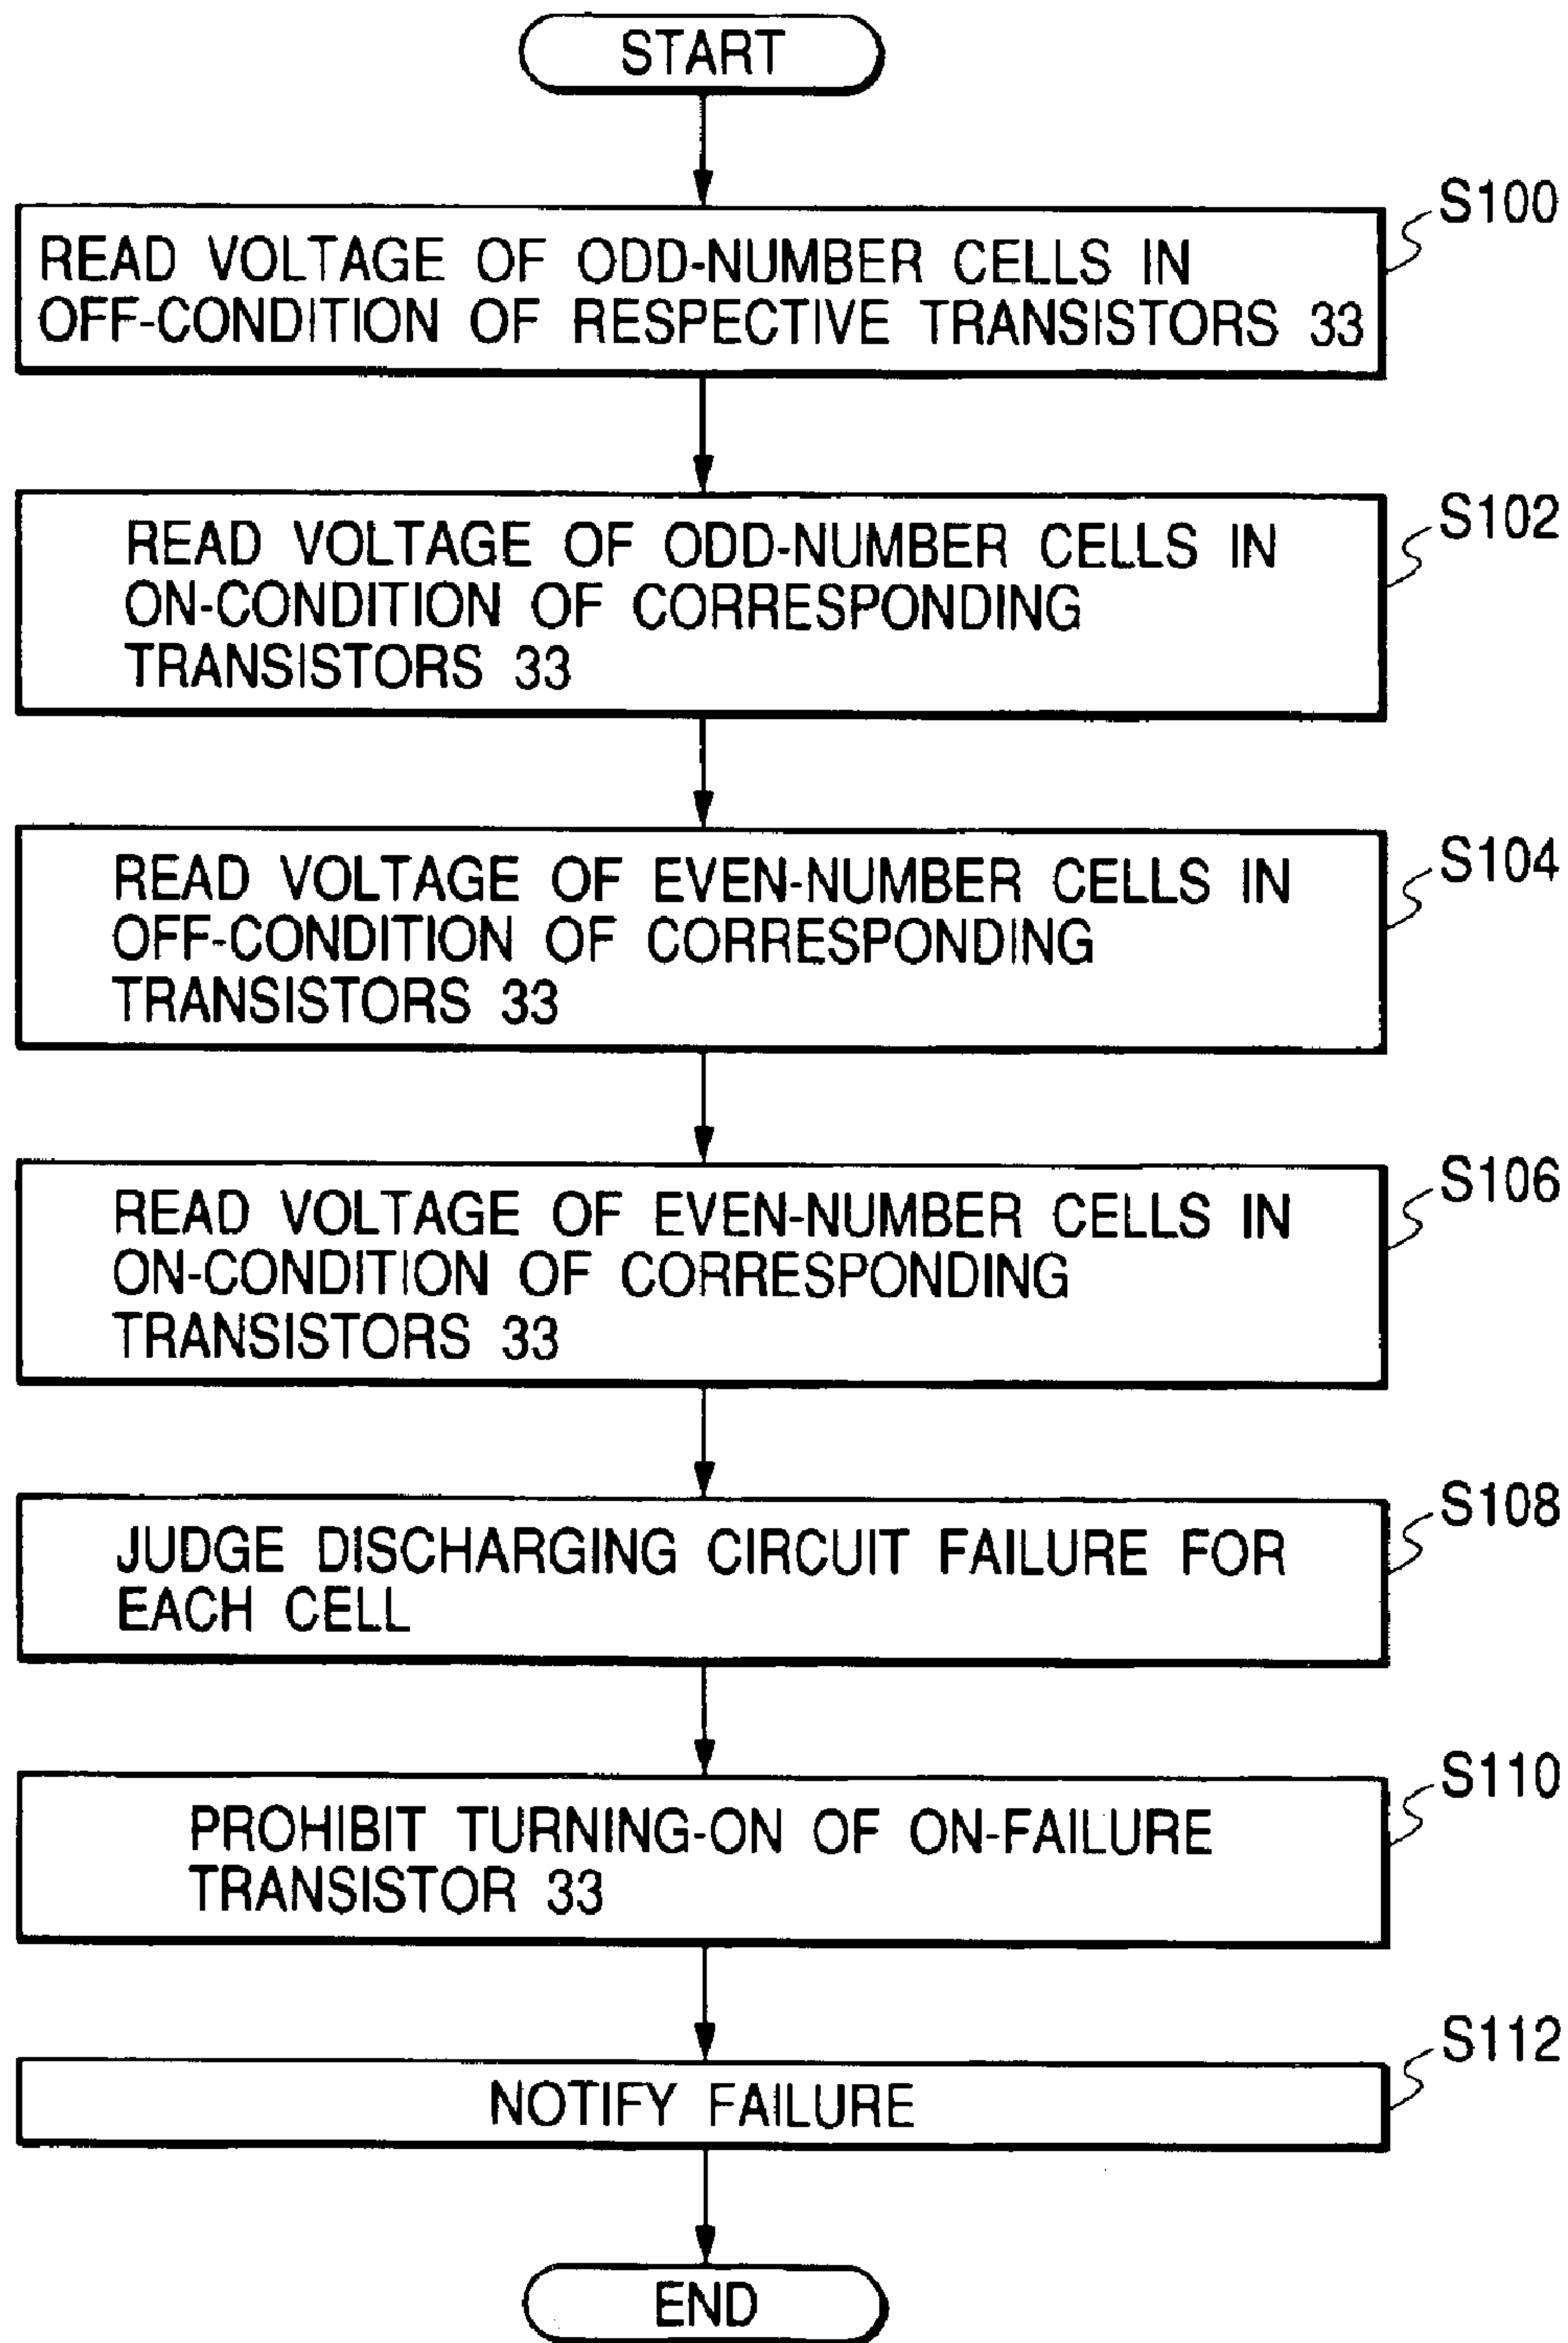 START
S100
READ VOLTAGE OF ODD-NUMBER CELLS IN
OFF-CONDITION OF RESPECTIVE TRANSISTORS 33
S102
READ VOLTAGE OF ODD-NUMBER CELLS IN
ON-CONDITION OF CORRESPONDING
TRANSISTORS 33
S104
READ VOLTAGE OF EVEN-NUMBER CELLS IN
OFF-CONDITION OF CORRESPONDING
TRANSISTORS 33
S106
READ VOLTAGE OF EVEN-NUMBER CELLS IN
ON-CONDITION OF CORRESPONDING
TRANSISTORS 33
S108
JUDGE DISCHARGING CIRCUIT FAILURE FOR
EACH CELL
S110
PROHIBIT TURNING-ON OF ON-FAILURE
TRANSISTOR 33
S112
NOTIFY FAILURE
END